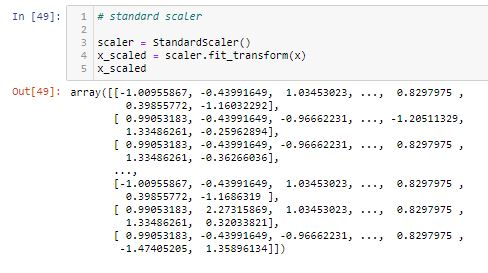 In [49]:
1 # standard scaler
2
3 scaler = StandardScaler()
4 x_scaled = scaler.fit_transform(x)
5 x_scaled
Out[49]: array([[-1.00955867, -0.43991649, 1.03453023, ..., 0.8297975 ,
0.39855772, -1.16032292],
[ 0.99053183, -0.43991649, -0.96662231, ..., -1.20511329,
1.33486261, -0.25962894],
[ 0.99053183, -0.43991649, -0.96662231, ..., 0.8297975 ,
1.33486261, -0.36266036],
...,
[-1.00955867, -0.43991649, 1.03453023, ..., 0.8297975 ,
0.39855772, -1.1686319 ],
[ 0.99053183, 2.27315869, 1.03453023, ..., 0.8297975 ,
1.33486261, 0.32033821],
[ 0.99053183, -0.43991649, -0.96662231, ..., 0.8297975 ,
-1.47405205, 1.35896134]])